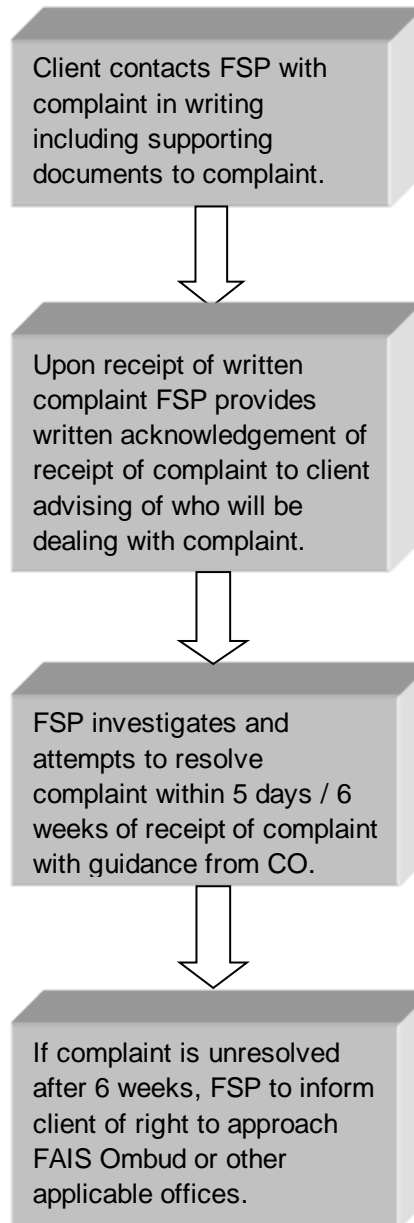 Client contacts FSP with
complaint in writing
including supporting
documents to complaint.
Upon receipt of written
complaint FSP provides
written acknowledgement of
receipt of complaint to client
advising of who will be
dealing with complaint.
FSP investigates and
attempts to resolve
complaint within 5 days / 6
weeks of receipt of complaint
with guidance from CO.
If complaint is unresolved
after 6 weeks, FSP to inform
client of right to approach
FAIS Ombud or other
applicable offices.